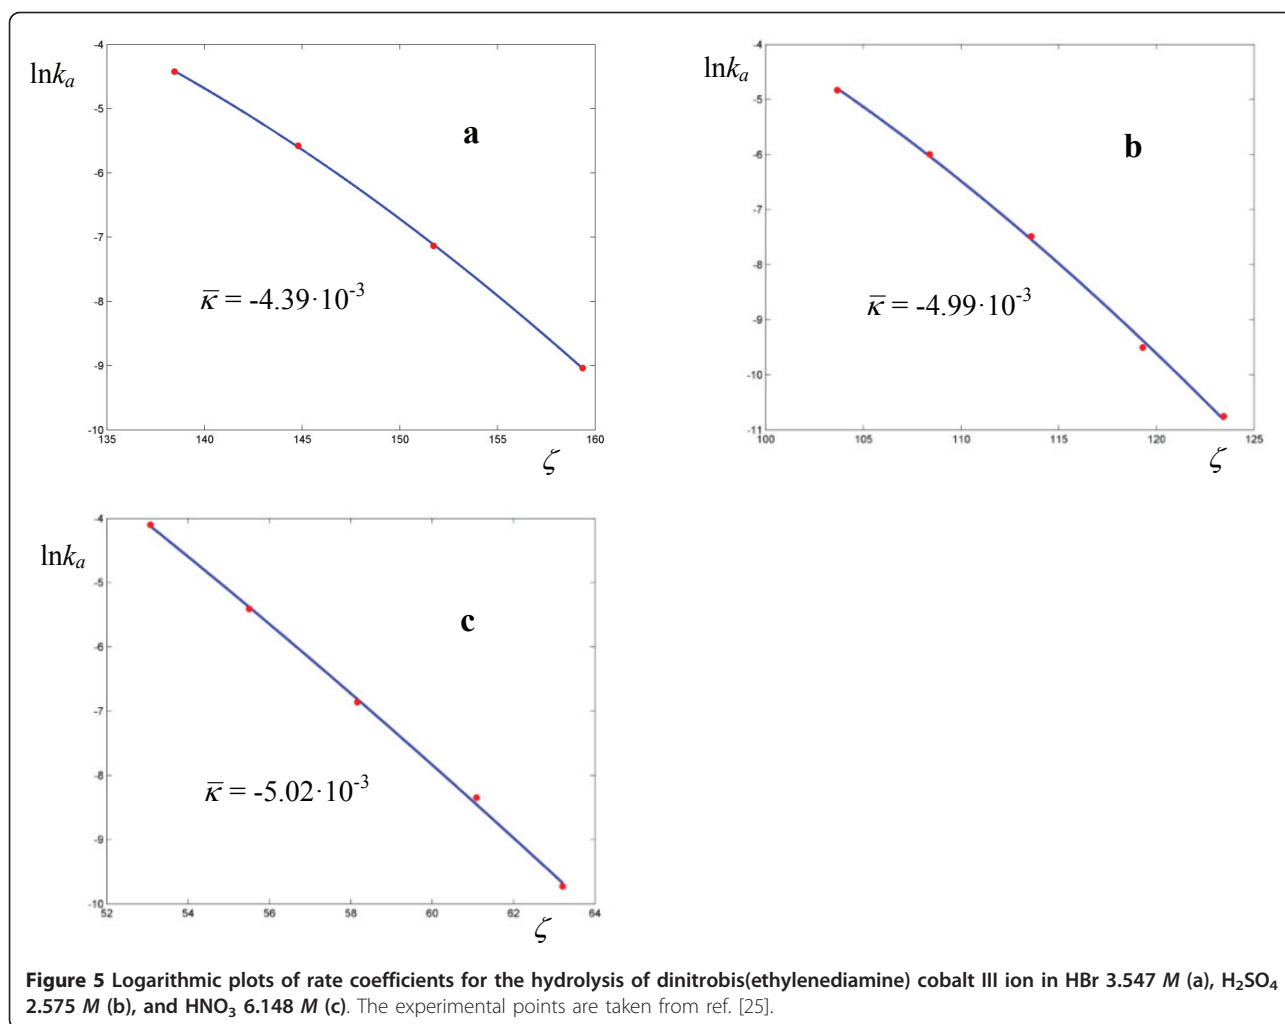 -4
-5
-6
-7
-8
-9
-10
135 140 145 150 155 160
ln𝑘ₐ
a
κ̅ = -4.39·10⁻³
ζ
-4
-5
-6
-7
-8
-9
-10
-11
100 105 110 115 120 125
ln𝑘ₐ
b
κ̅ = -4.99·10⁻³
ζ
-4
-5
-6
-7
-8
-9
-10
52 54 56 58 60 62 64
ln𝑘ₐ
c
κ̅ = -5.02·10⁻³
ζ
Figure 5 Logarithmic plots of rate coefficients for the hydrolysis of dinitrobis(ethylenediamine) cobalt III ion in HBr 3.547 M (a), H₂SO₄
2.575 M (b), and HNO₃ 6.148 M (c). The experimental points are taken from ref. [25].